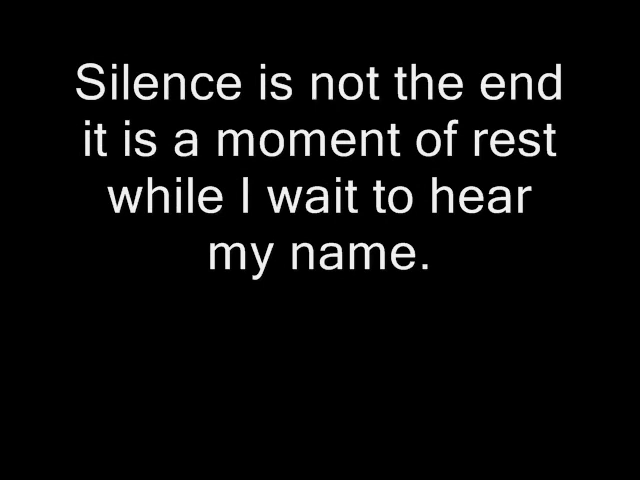 Silence is not the end
it is a moment of rest
while I wait to hear
my name.